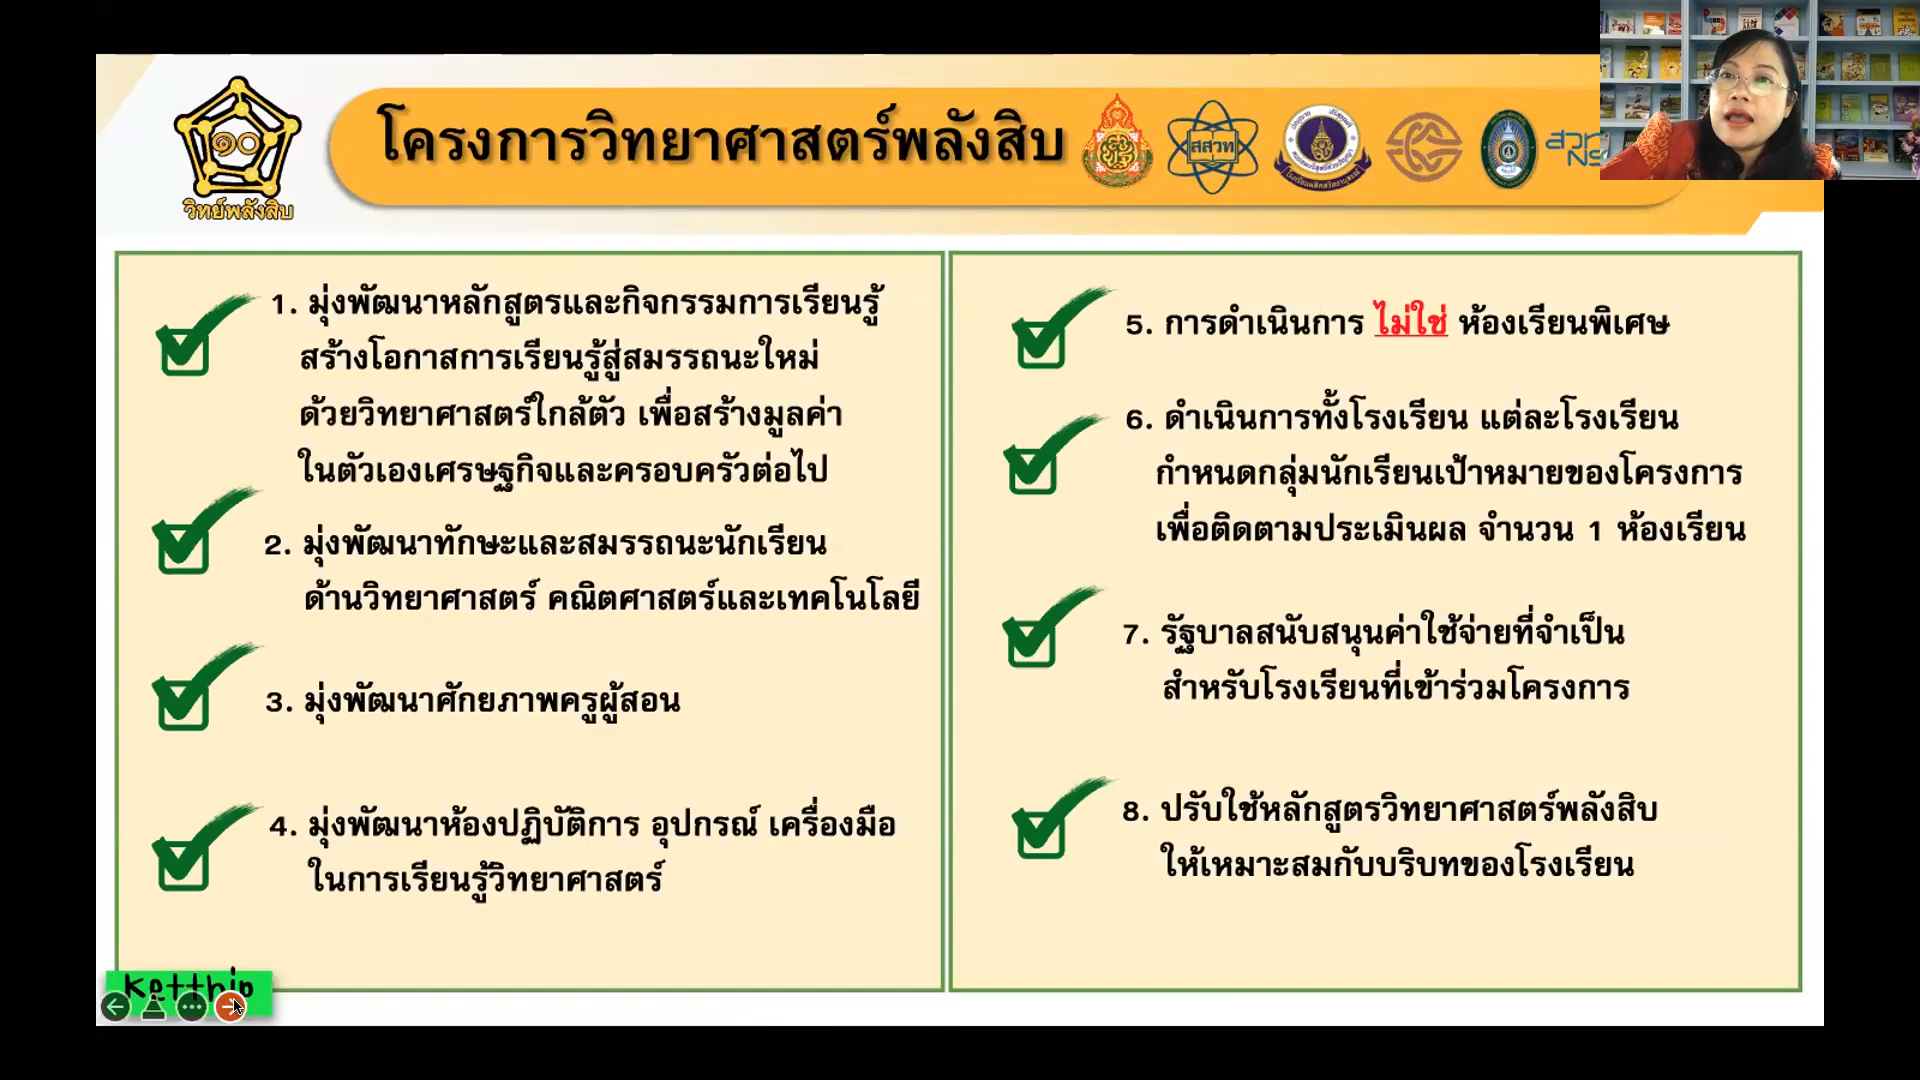 โครงการวิทยาศาสตร์พลังสิบ
๑๐
วิทย์พลังสิบ
สสวท
สวท
NS
1. มุ่งพัฒนาหลักสูตรและกิจกรรมการเรียนรู้
สร้างโอกาสการเรียนรู้สู่สมรรถนะใหม่
ด้วยวิทยาศาสตร์ใกล้ตัว เพื่อสร้างมูลค่า
ในตัวเองเศรษฐกิจและครอบครัวต่อไป
2. มุ่งพัฒนาทักษะและสมรรถนะนักเรียน
ด้านวิทยาศาสตร์ คณิตศาสตร์และเทคโนโลยี
3. มุ่งพัฒนาศักยภาพครูผู้สอน
4. มุ่งพัฒนาห้องปฏิบัติการ อุปกรณ์ เครื่องมือ
ในการเรียนรู้วิทยาศาสตร์
5. การดำเนินการ ไม่ใช่ ห้องเรียนพิเศษ
6. ดำเนินการทั้งโรงเรียน แต่ละโรงเรียน
กำหนดกลุ่มนักเรียนเป้าหมายของโครงการ
เพื่อติดตามประเมินผล จำนวน 1 ห้องเรียน
7. รัฐบาลสนับสนุนค่าใช้จ่ายที่จำเป็น
สำหรับโรงเรียนที่เข้าร่วมโครงการ
8. ปรับใช้หลักสูตรวิทยาศาสตร์พลังสิบ
ให้เหมาะสมกับบริบทของโรงเรียน
Ketthip